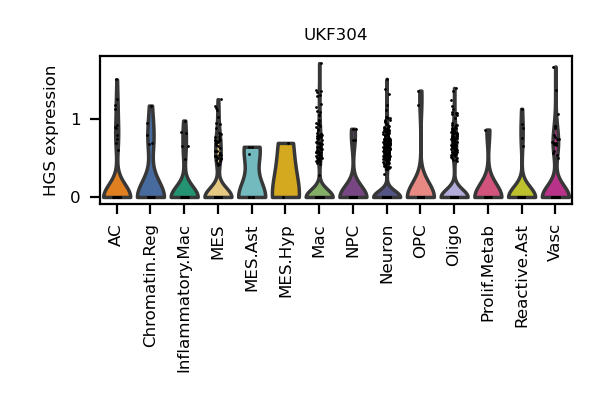 UKF304
HGS expression
1
0
AC
Chromatin.Reg
Inflammatory.Mac
MES
MES.Ast
MES.Hyp
Mac
NPC
Neuron
OPC
Oligo
Prolif.Metab
Reactive.Ast
Vasc